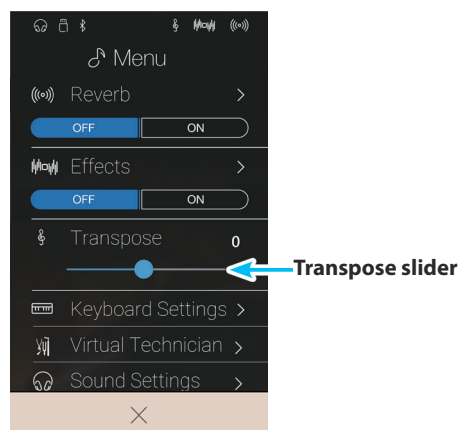 Menu
Reverb
OFF ON
Effects
OFF ON
Transpose 0
Transpose slider
Keyboard Settings
Virtual Technician
Sound Settings